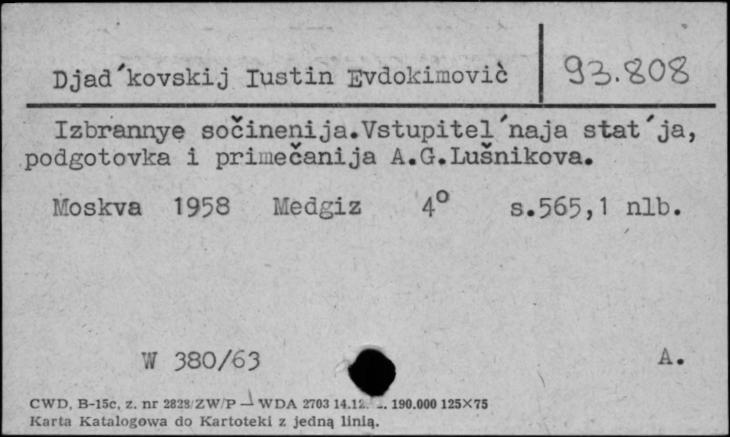 Djad´kovskij Iustin Evdokimovič 93.808
Izbrannye sočinenija.Vstupitel´naja stat´ja,
podgotovka i primečanija A.G.Lušnikova.
Moskva 1958 Medgiz 4° s.565,1 nlb.
W 380/63 A.
CWD, B-15c, z. nr 2828/ZW/P — WDA 2703 14.12. 190.000 125×75
Karta Katalogowa do Kartoteki z jedną linią.